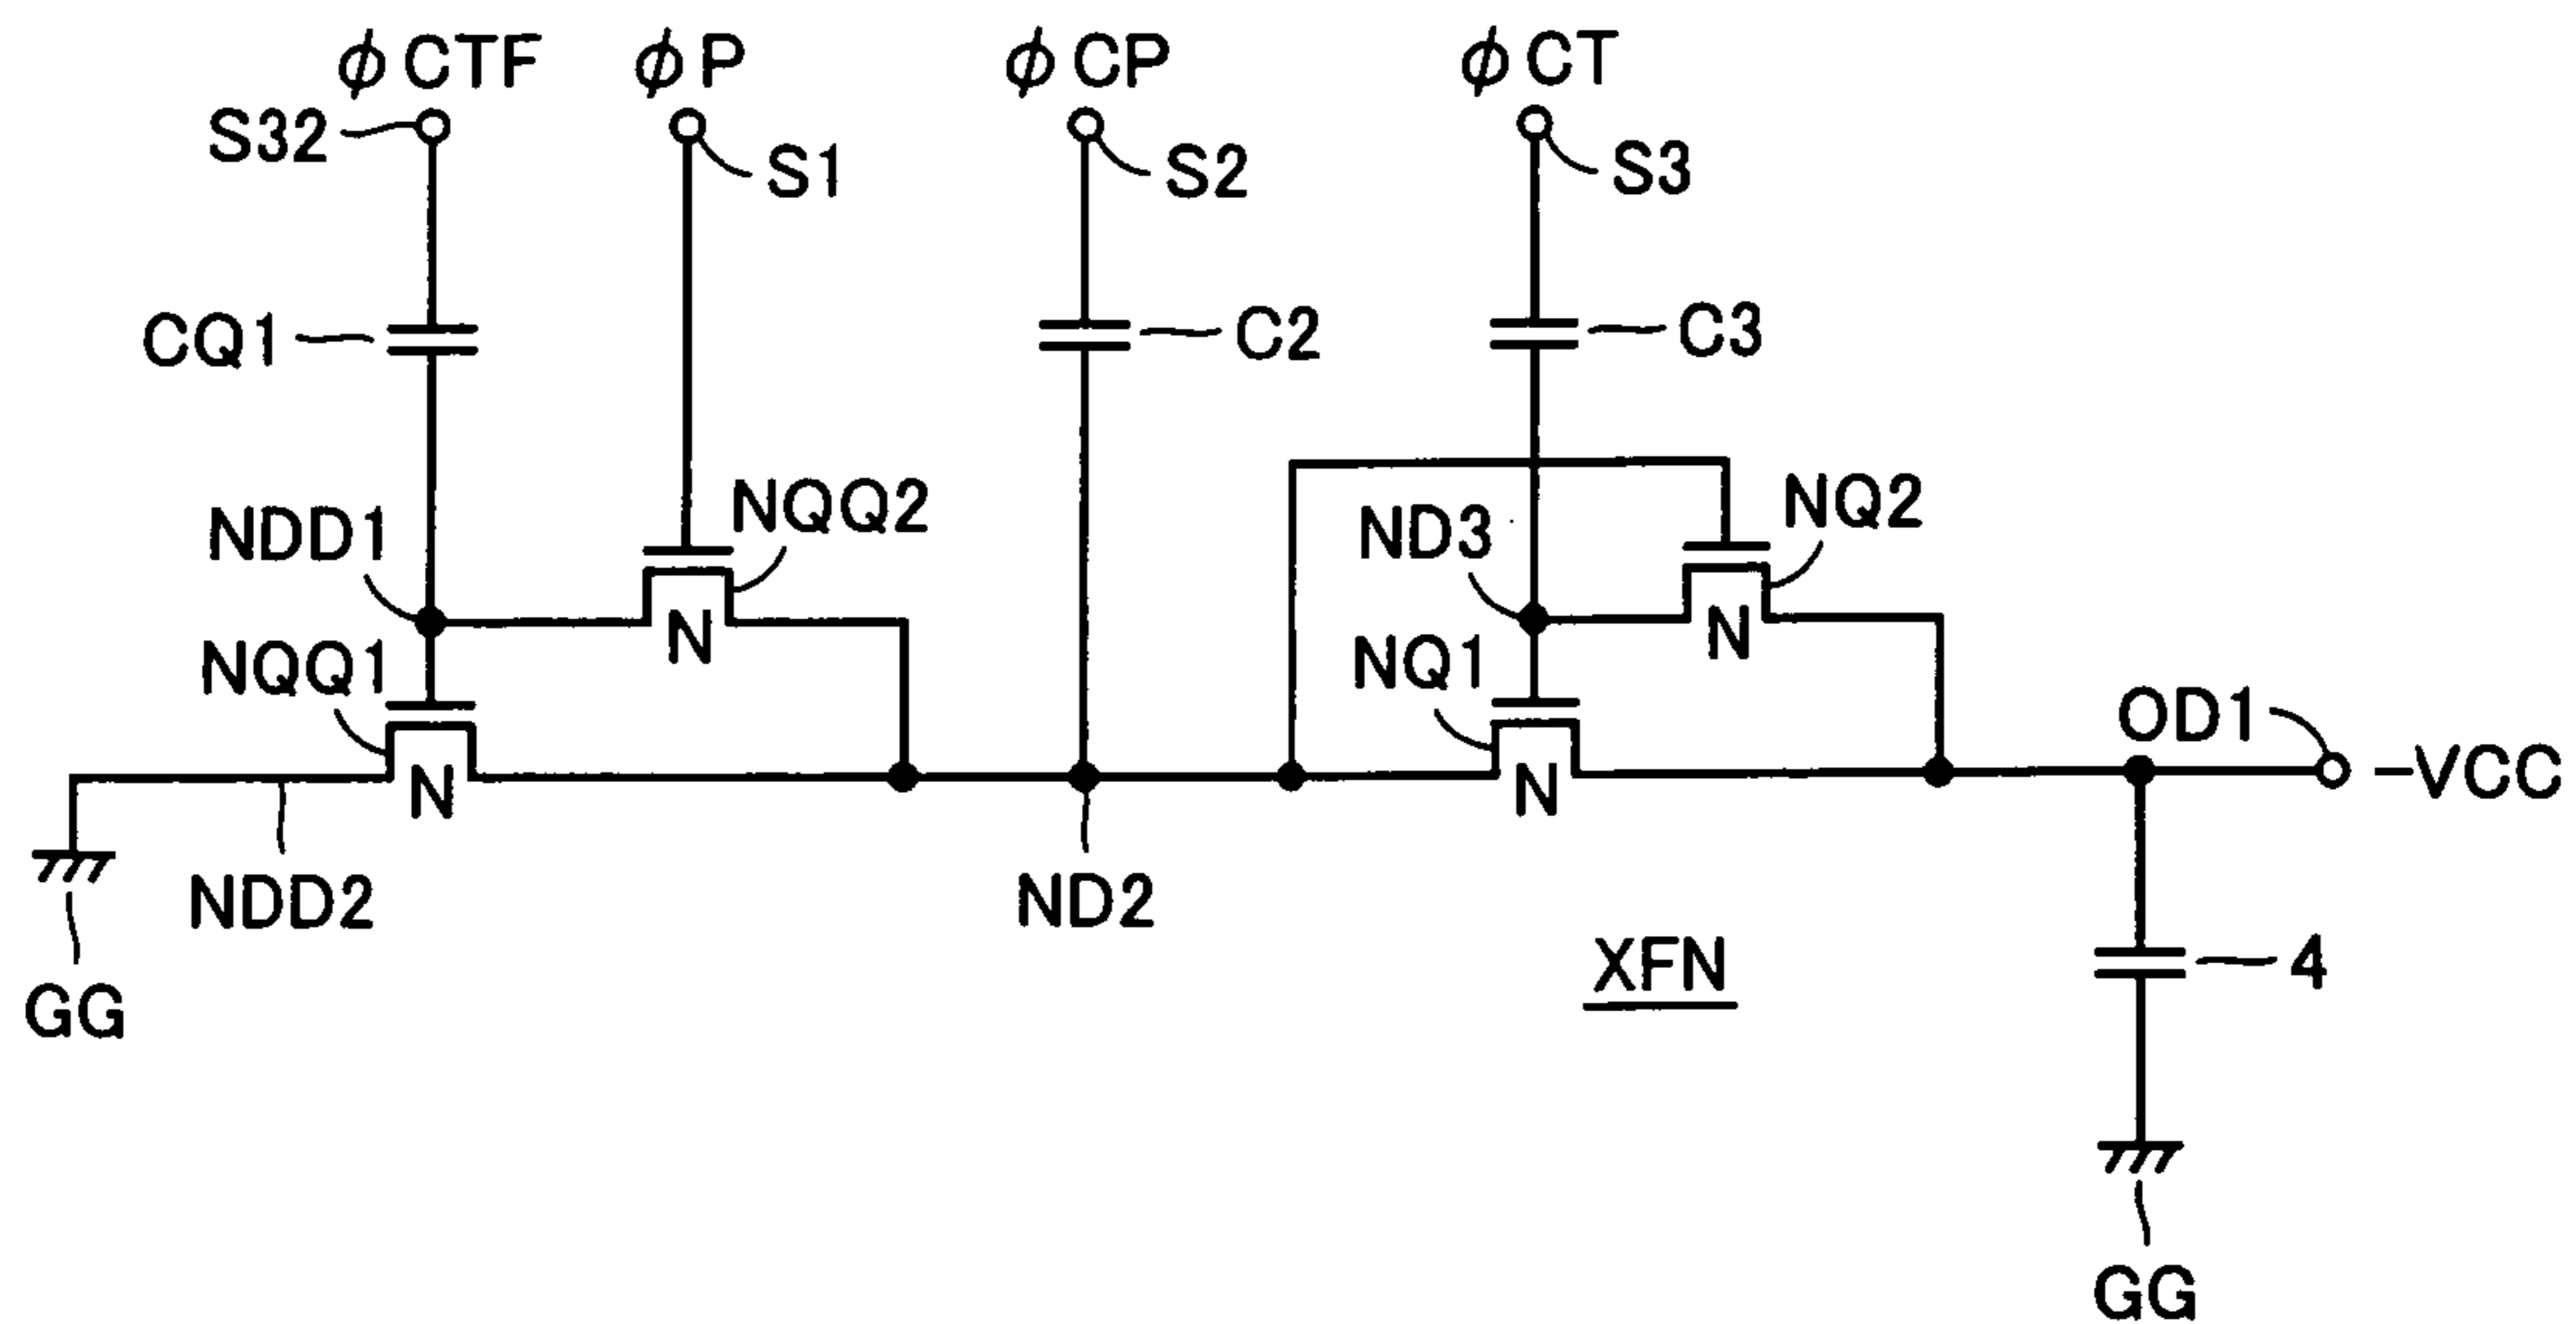 ϕCTF
ϕP
ϕCP
ϕCT
S32
S1
S2
S3
CQ1
C2
C3
NDD1
NQQ2
ND3
NQ2
N
N
NQQ1
NQ1
OD1
N
N
-VCC
NDD2
ND2
XFN
4
GG
GG